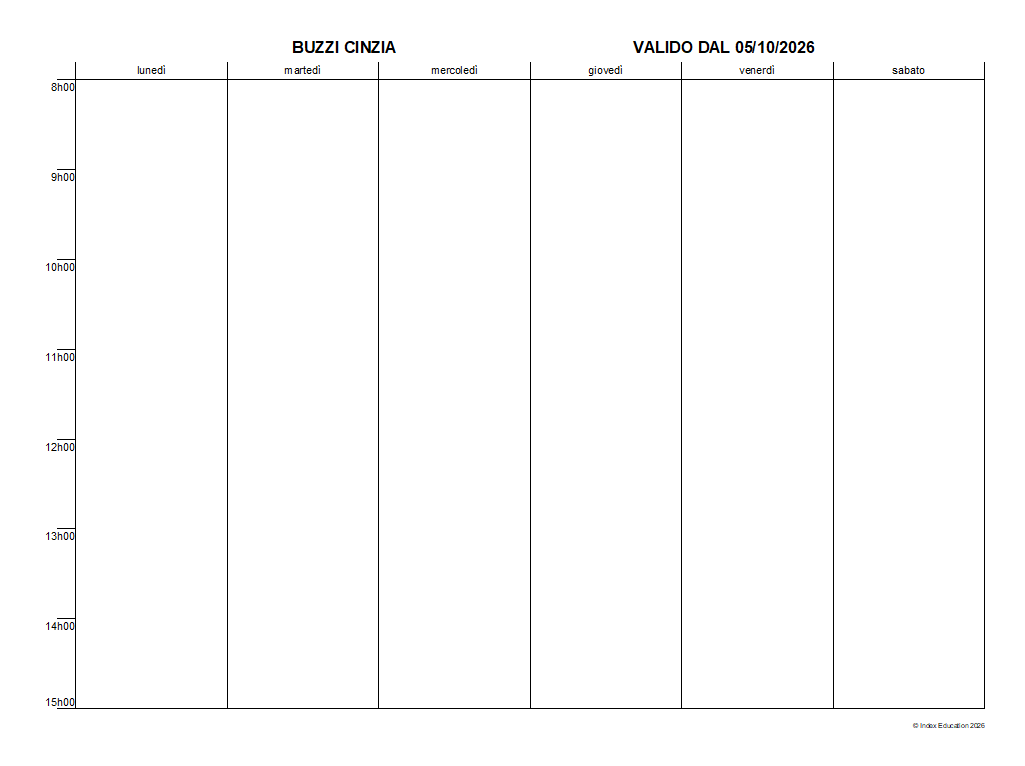 BUZZI CINZIA VALIDO DAL 05/10/2026
lunedì martedì mercoledì giovedì venerdì sabato
8h00
9h00
10h00
11h00
12h00
13h00
14h00
15h00
© Index Education 2026